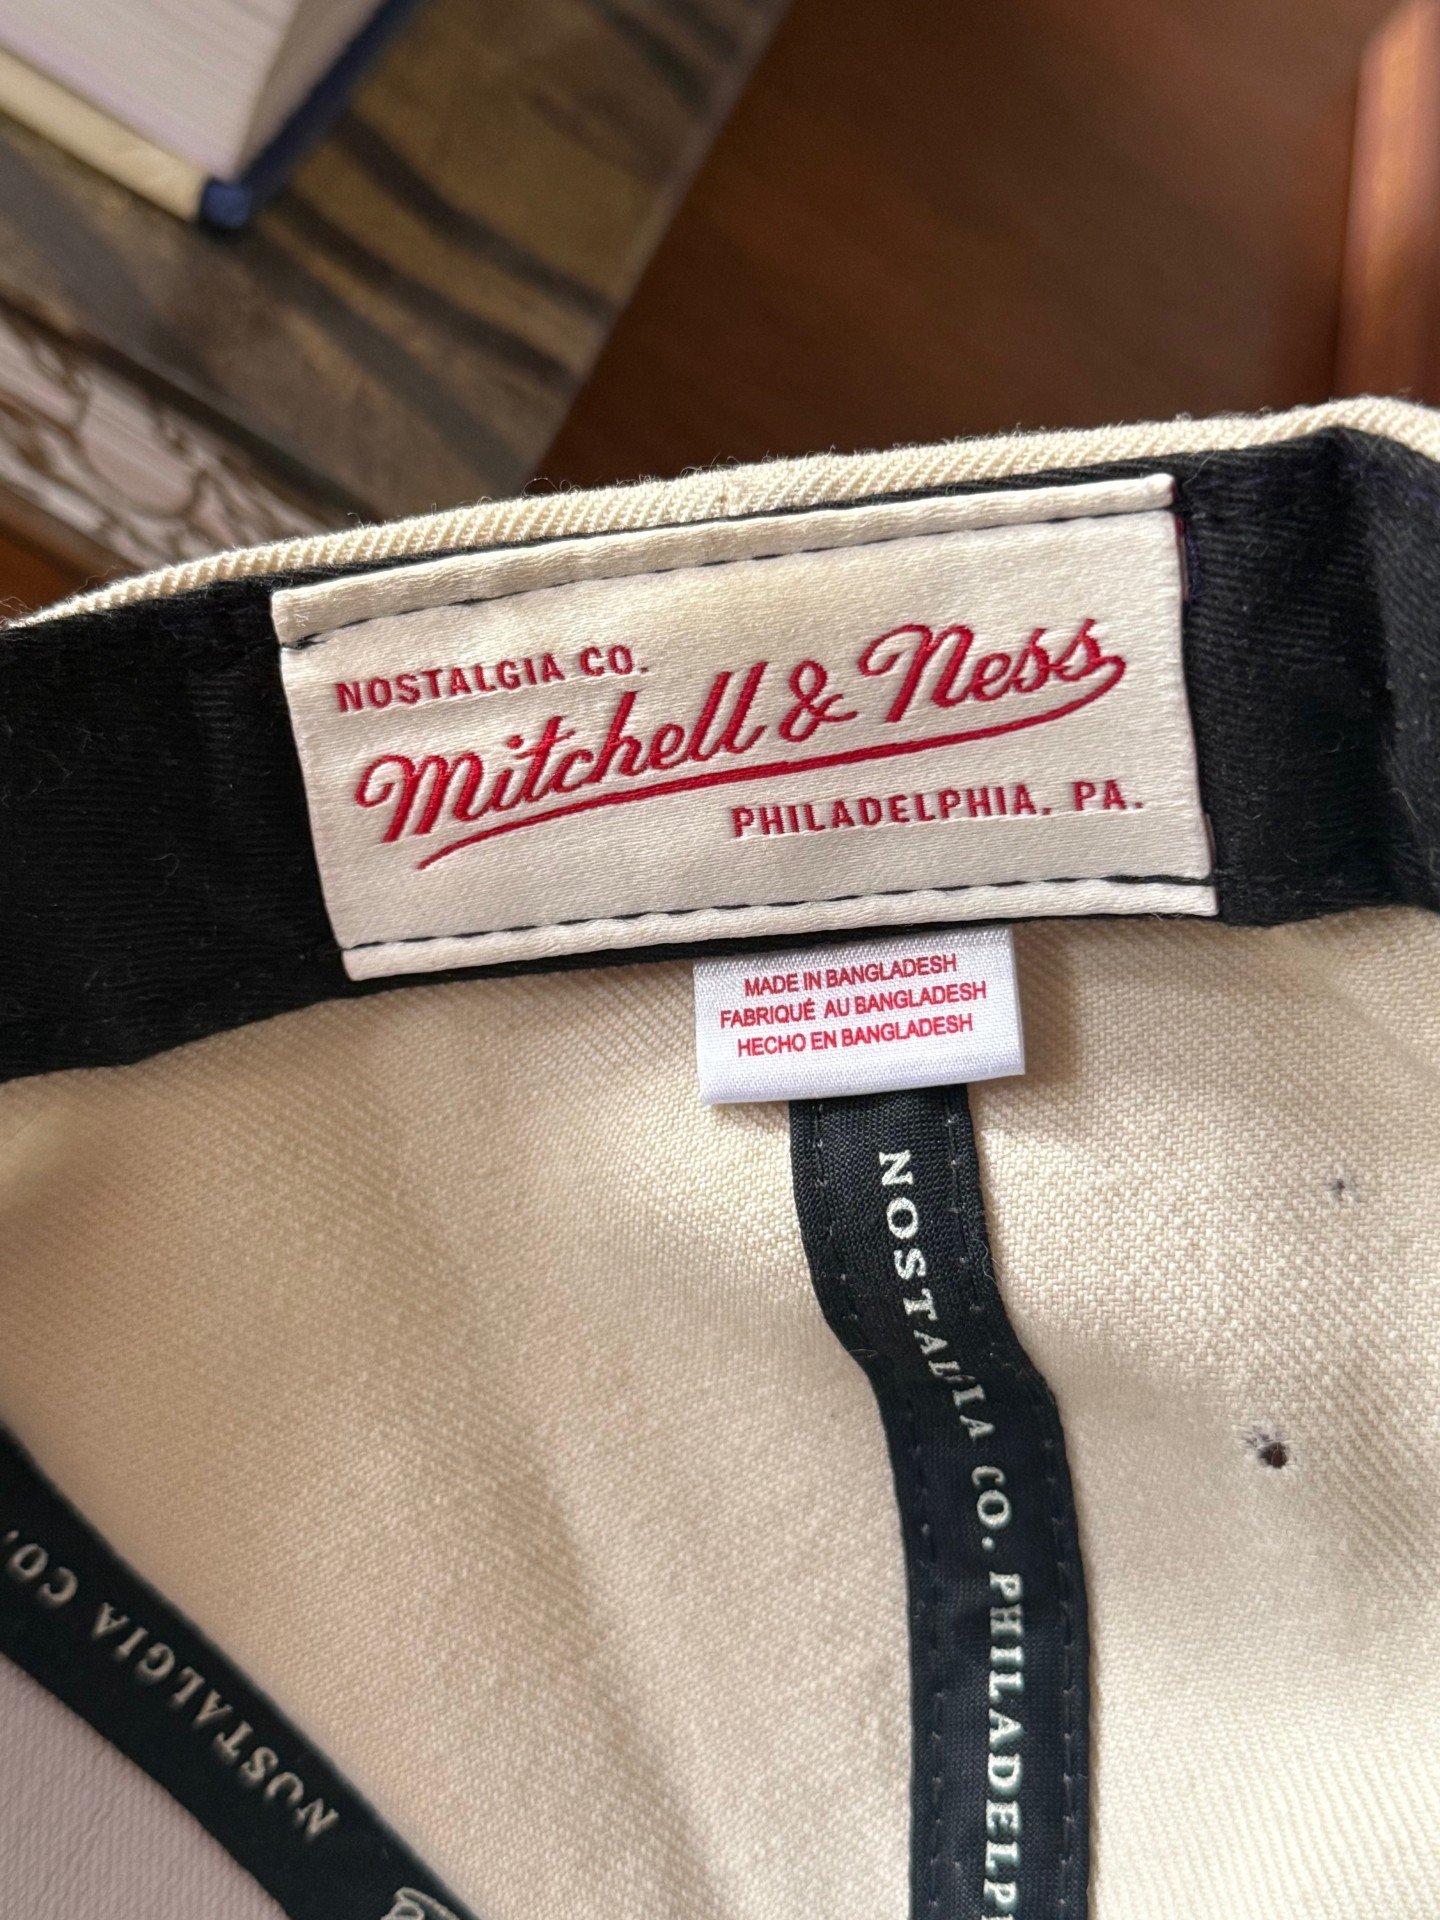 NOSTALGIA CO.
Mitchell & Ness
PHILADELPHIA, PA.
MADE IN BANGLADESH
FABRIQUÉ AU BANGLADESH
HECHO EN BANGLADESH
NOSTALGIA CO. PHILADELP
NOSTALGIA CO.